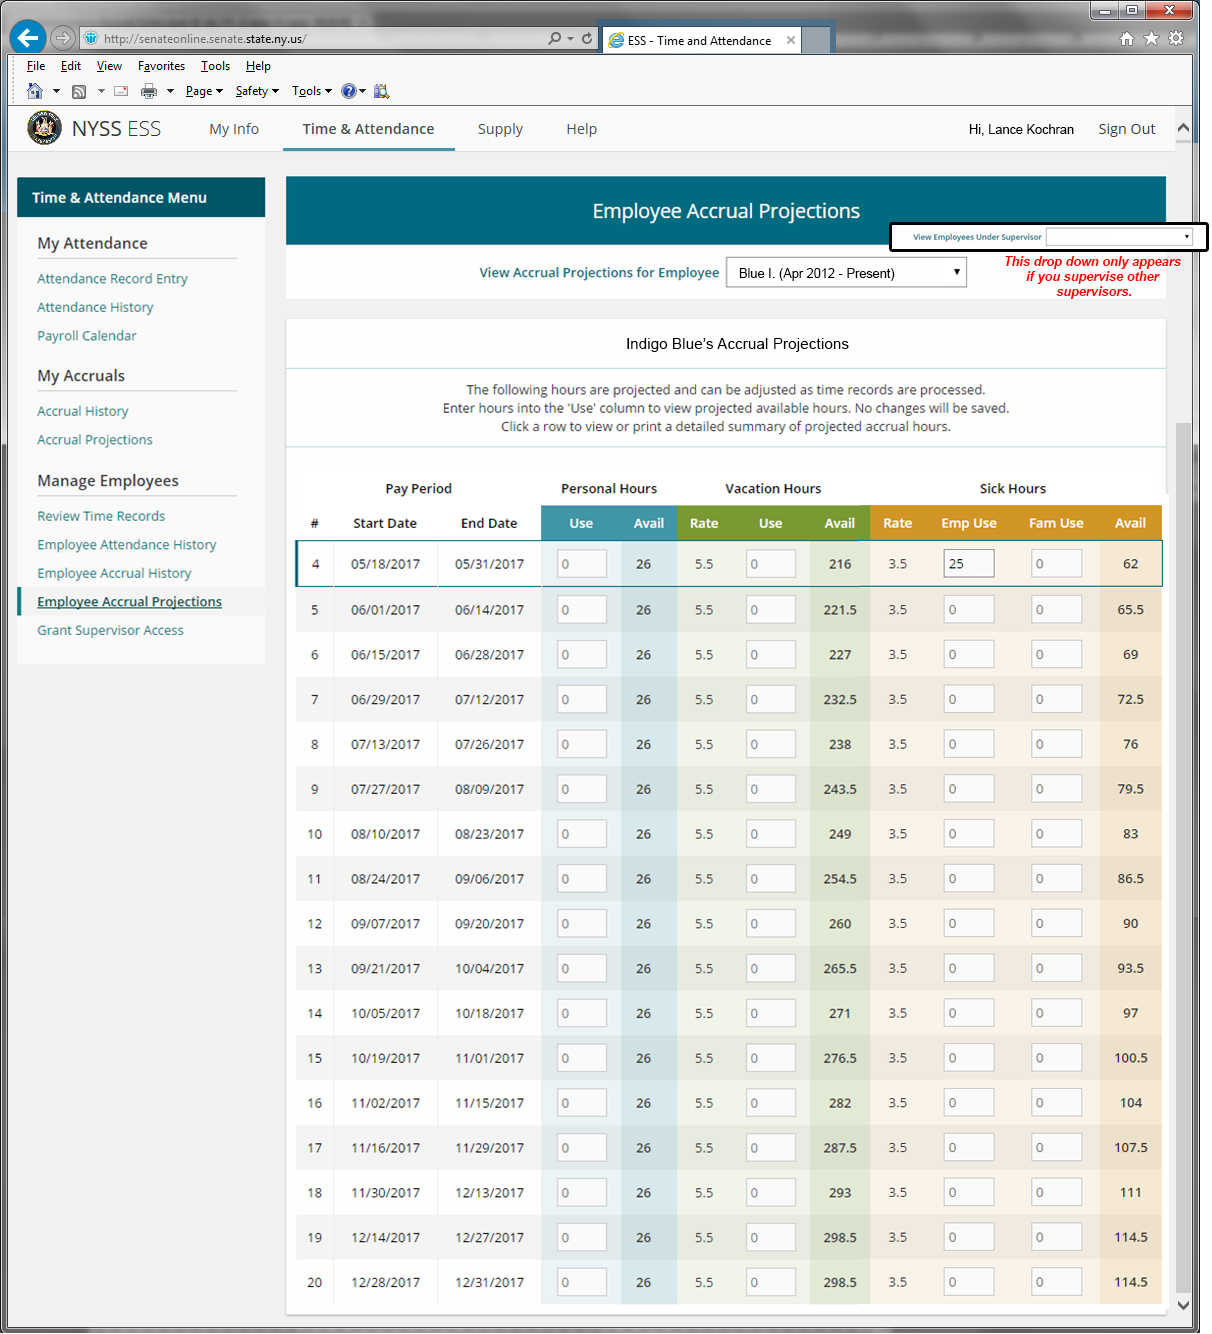 http://senateonline.senate.state.ny.us/
ESS - Time and Attendance
File Edit View Favorites Tools Help
Page Safety Tools
NYSS ESS My Info Time & Attendance Supply Help Hi, Lance Kochran Sign Out
Time & Attendance Menu
My Attendance
Attendance Record Entry
Attendance History
Payroll Calendar
My Accruals
Accrual History
Accrual Projections
Manage Employees
Review Time Records
Employee Attendance History
Employee Accrual History
Employee Accrual Projections
Grant Supervisor Access
Employee Accrual Projections
View Employees Under Supervisor
This drop down only appears
if you supervise other
supervisors.
View Accrual Projections for Employee Blue I. (Apr 2012 - Present)
Indigo Blue's Accrual Projections
The following hours are projected and can be adjusted as time records are processed.
Enter hours into the 'Use' column to view projected available hours. No changes will be saved.
Click a row to view or print a detailed summary of projected accrual hours.
Pay Period Personal Hours Vacation Hours Sick Hours
# Start Date End Date Use Avail Rate Use Avail Rate Emp Use Fam Use Avail
4 05/18/2017 05/31/2017 0 26 5.5 0 216 3.5 25 0 62
5 06/01/2017 06/14/2017 0 26 5.5 0 221.5 3.5 0 0 65.5
6 06/15/2017 06/28/2017 0 26 5.5 0 227 3.5 0 0 69
7 06/29/2017 07/12/2017 0 26 5.5 0 232.5 3.5 0 0 72.5
8 07/13/2017 07/26/2017 0 26 5.5 0 238 3.5 0 0 76
9 07/27/2017 08/09/2017 0 26 5.5 0 243.5 3.5 0 0 79.5
10 08/10/2017 08/23/2017 0 26 5.5 0 249 3.5 0 0 83
11 08/24/2017 09/06/2017 0 26 5.5 0 254.5 3.5 0 0 86.5
12 09/07/2017 09/20/2017 0 26 5.5 0 260 3.5 0 0 90
13 09/21/2017 10/04/2017 0 26 5.5 0 265.5 3.5 0 0 93.5
14 10/05/2017 10/18/2017 0 26 5.5 0 271 3.5 0 0 97
15 10/19/2017 11/01/2017 0 26 5.5 0 276.5 3.5 0 0 100.5
16 11/02/2017 11/15/2017 0 26 5.5 0 282 3.5 0 0 104
17 11/16/2017 11/29/2017 0 26 5.5 0 287.5 3.5 0 0 107.5
18 11/30/2017 12/13/2017 0 26 5.5 0 293 3.5 0 0 111
19 12/14/2017 12/27/2017 0 26 5.5 0 298.5 3.5 0 0 114.5
20 12/28/2017 12/31/2017 0 26 5.5 0 298.5 3.5 0 0 114.5